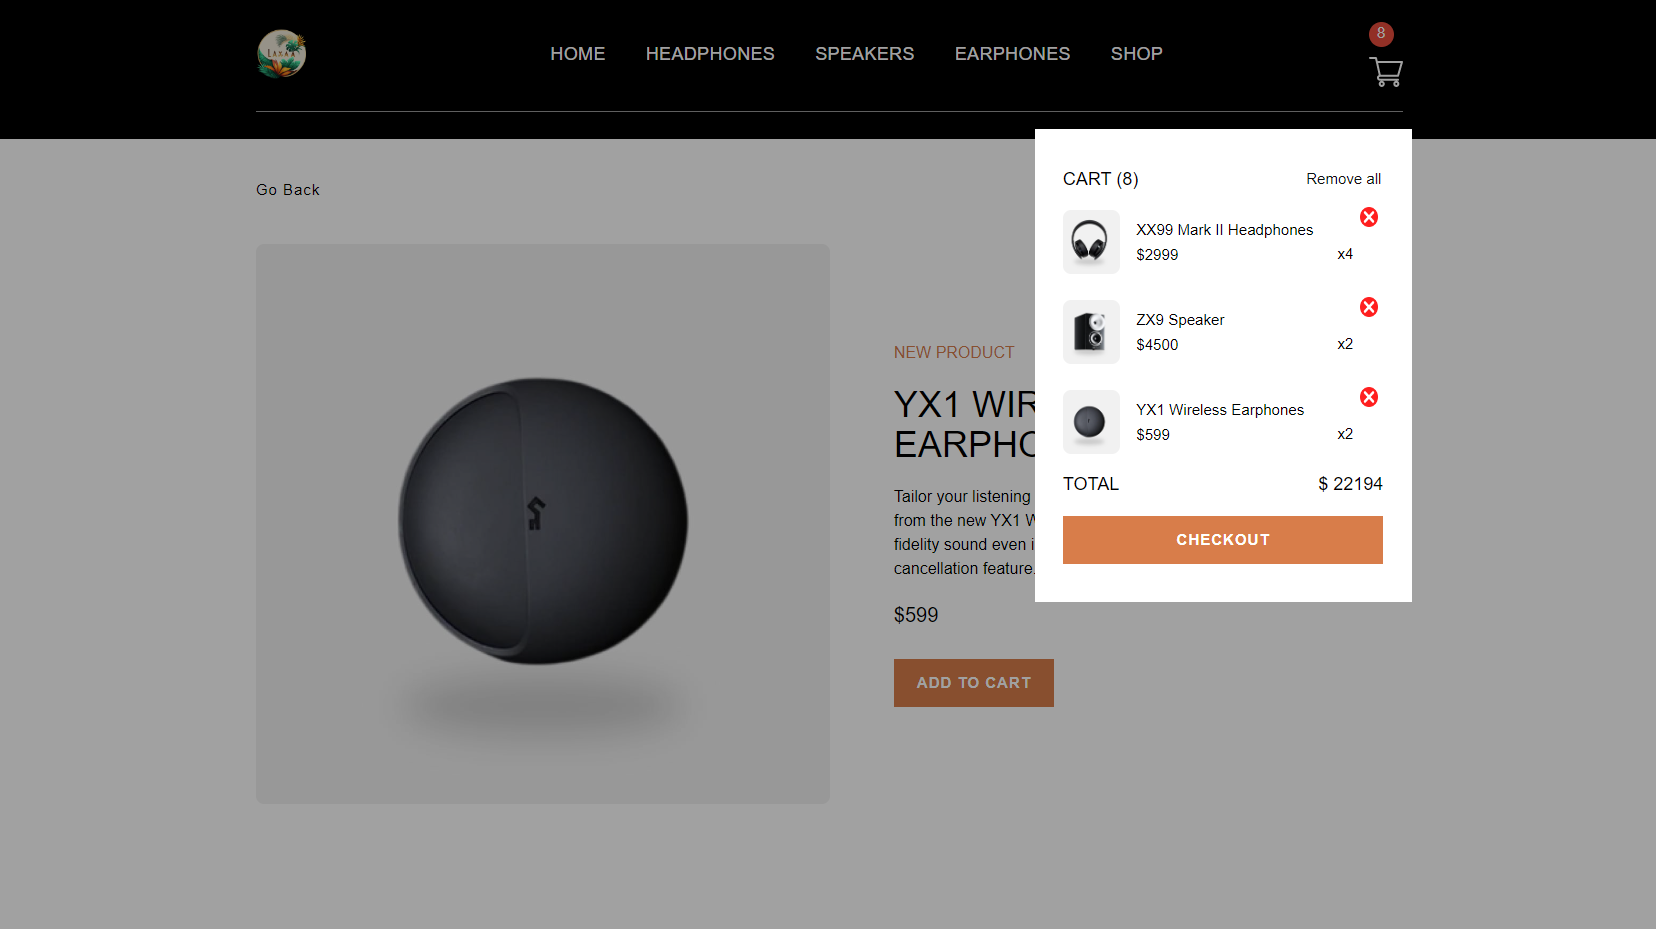 HOME HEADPHONES SPEAKERS EARPHONES SHOP
8
Go Back
CART (8) Remove all
XX99 Mark II Headphones
$2999 x4
ZX9 Speaker
$4500 x2
YX1 Wireless Earphones
$599 x2
TOTAL $ 22194
CHECKOUT
NEW PRODUCT
YX1 WIR
EARPHO
Tailor your listening
from the new YX1 W
fidelity sound even i
cancellation feature.
$599
ADD TO CART